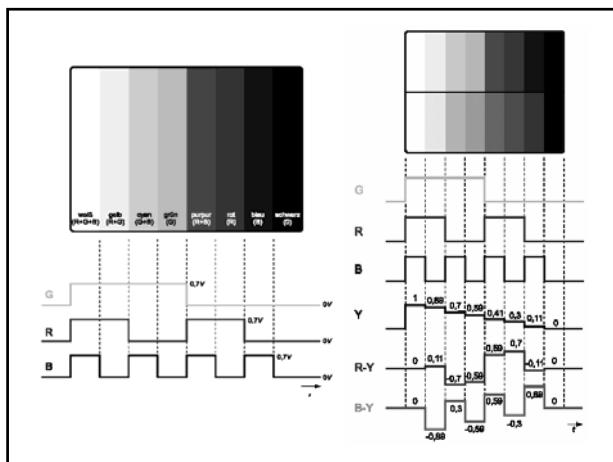 weiß gelb cyan grün purpur rot blau schwarz
(R+G+B) (R+G) (G+B) (G) (R+B) (R) (B)
G 0,7V 0V
R 0,7V 0V
B 0,7V 0V
G
R
B
Y 1 0,89 0,7 0,59 0,41 0,3 0,11 0
R-Y 0 0,11 -0,7 -0,59 0,59 0,7 -0,11 0
B-Y 0 -0,89 0,3 -0,59 0,59 -0,3 0,89 0
t